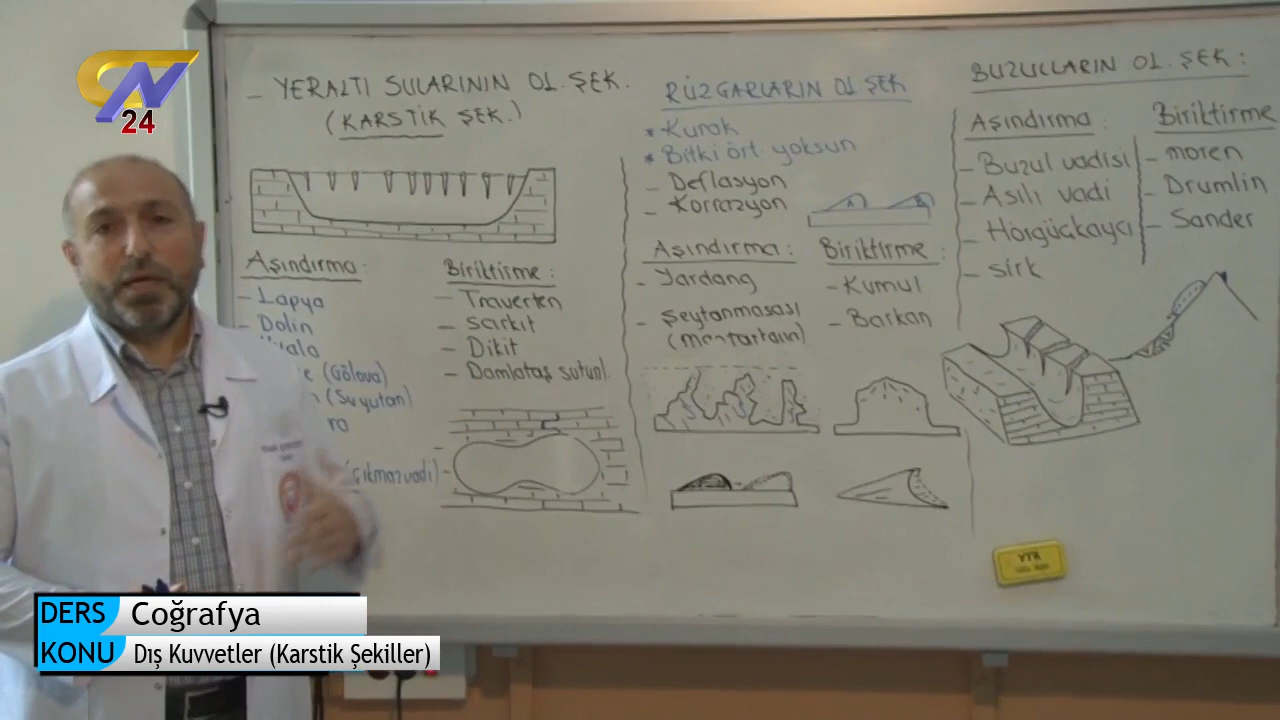 24
- YERALTI SULARININ OL. ŞEK.
(KARSTİK ŞEK.)
Aşındırma:
- Lapya
- Dolin
(Gölova)
(Suyutan)
(Çıkmazvadi)
Biriktirme:
- Traverten
- Sarkıt
- Dikit
- Damlataş sutunl
RÜZGARLARIN OL ŞEK
* Kurak
* Bitki ört. yoksun
- Deflasyon
- Korrazyon
Aşındırma:
- Yardang
- Şeytanmasası
(Mantartaşın)
Biriktirme:
- Kumul
- Barkan
BUZULLARIN OL. ŞEK:
Aşındırma:
- Buzul vadisi
- Asılı vadi
- Hörgüçkaya
- Sirk
Biriktirme
- moren
- Drumlin
- Sander
DERS Coğrafya
KONU Dış Kuvvetler (Karstik Şekiller)